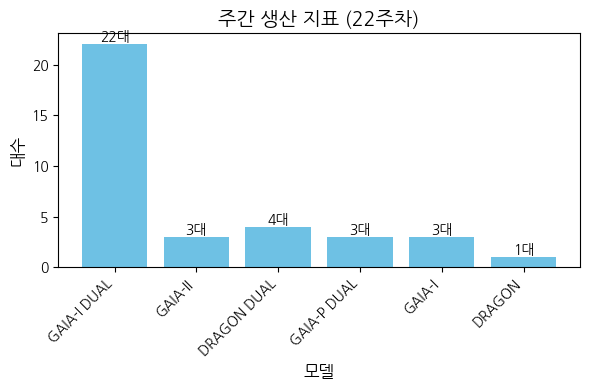 주간 생산 지표 (22주차)
대수
20
15
10
5
0
22대
3대
4대
3대
3대
1대
GAIA-I DUAL
GAIA-II
DRAGON DUAL
GAIA-P DUAL
GAIA-I
DRAGON
모델